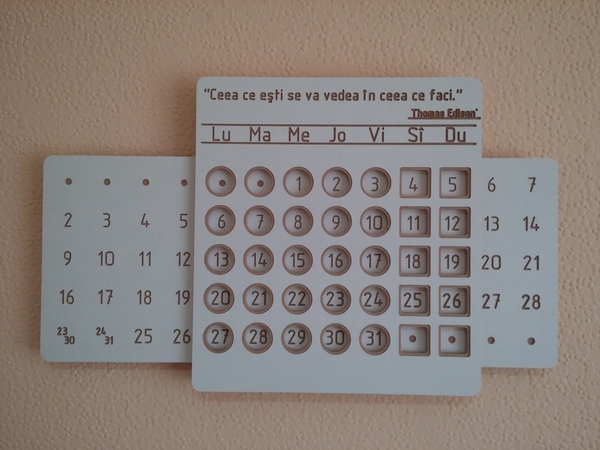 "Ceea ce ești se va vedea în ceea ce faci."
Thomas Edison"
Lu Ma Me Jo Vi Sî Du
• • • • • • 1 2 3 4 5 6 7
2 3 4 5 6 7 8 9 10 11 12 13 14
9 10 11 12 13 14 15 16 17 18 19 20 21
16 17 18 19 20 21 22 23 24 25 26 27 28
23 30 24 31 25 26 27 28 29 30 31 • • • •